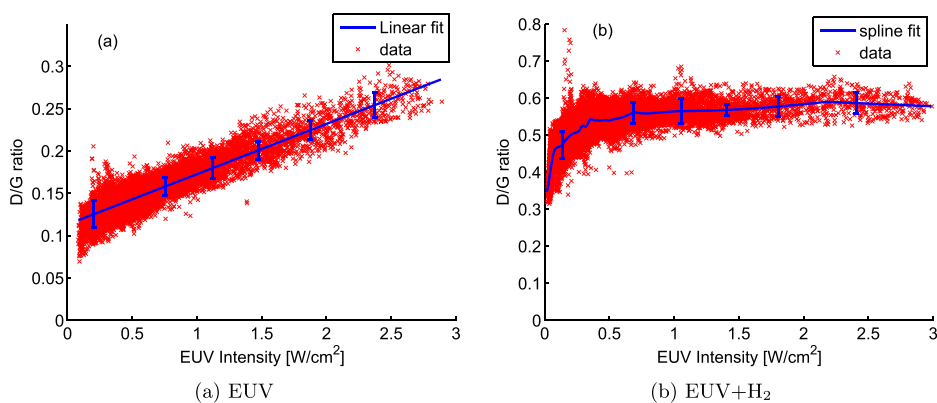 (a)
Linear fit
data
D/G ratio
0.3
0.25
0.2
0.15
0.1
0.05
0
0 0.5 1 1.5 2 2.5 3
EUV Intensity [W/cm²]
(a) EUV
(b)
spline fit
data
D/G ratio
0.8
0.7
0.6
0.5
0.4
0.3
0.2
0.1
0
0 0.5 1 1.5 2 2.5 3
EUV Intensity [W/cm²]
(b) EUV+H₂